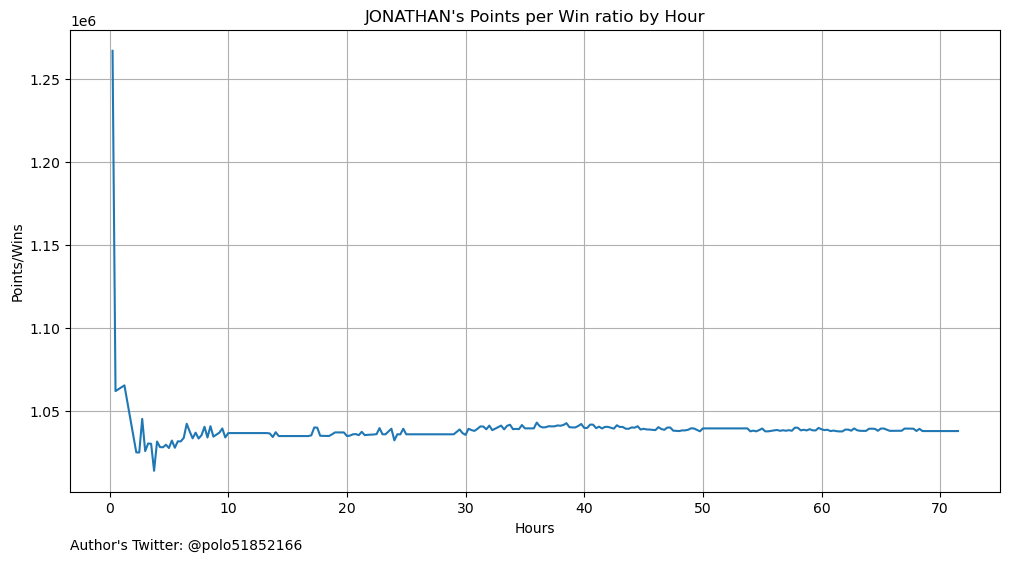 JONATHAN's Points per Win ratio by Hour
1e6
1.25
1.20
1.15
1.10
1.05
Points/Wins
0 10 20 30 40 50 60 70
Hours
Author's Twitter: @polo51852166